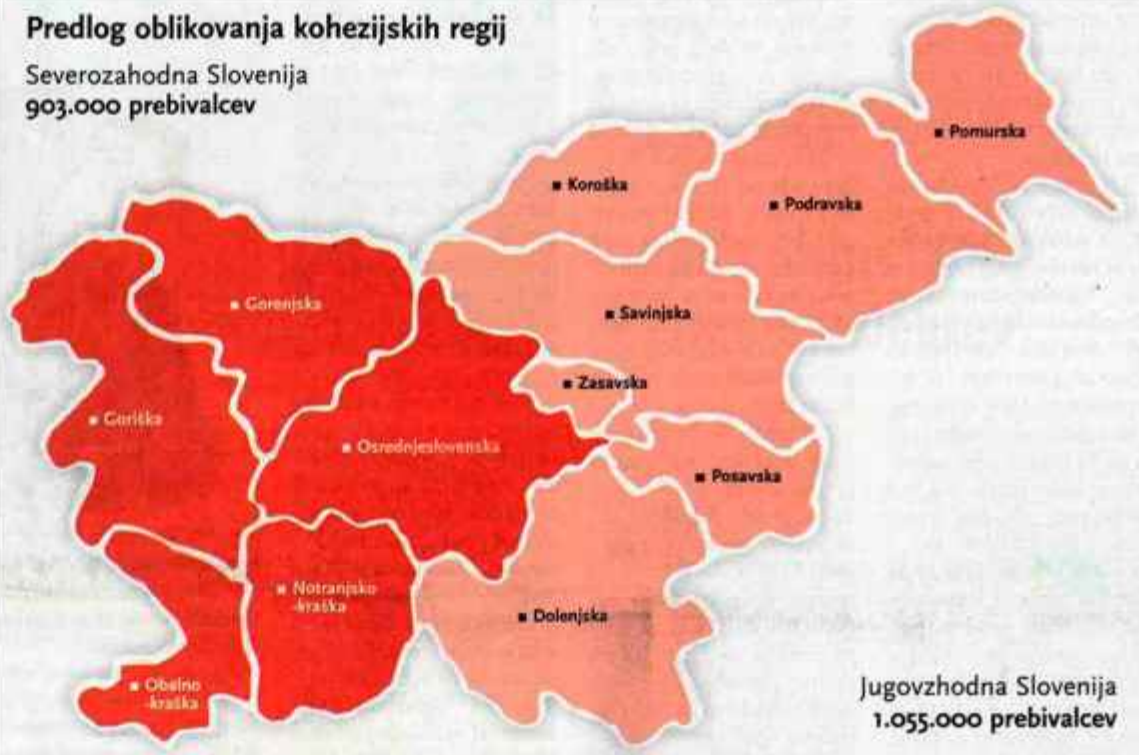 Predlog oblikovanja kohezijskih regij
Severozahodna Slovenija
903.000 prebivalcev
Pomurska
Koroška
Podravska
Gorenjska
Savinjska
Zasavska
Goriška
Osrednjeslovenska
Posavska
Notranjsko
-kraška
Dolenjska
Obalno
-kraška
Jugovzhodna Slovenija
1.055.000 prebivalcev